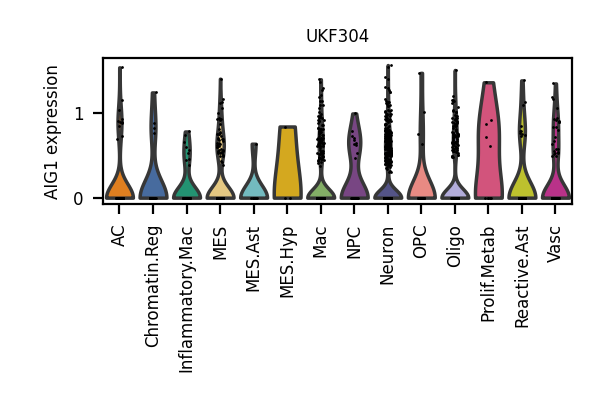 UKF304
AIG1 expression
1
0
AC
Chromatin.Reg
Inflammatory.Mac
MES
MES.Ast
MES.Hyp
Mac
NPC
Neuron
OPC
Oligo
Prolif.Metab
Reactive.Ast
Vasc